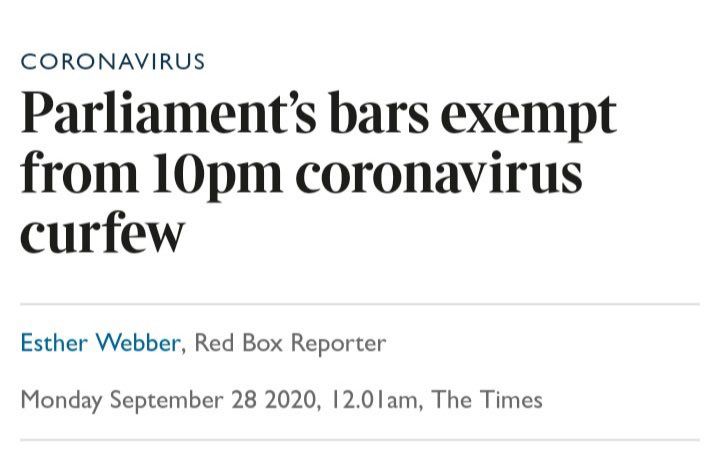 CORONAVIRUS
Parliament’s bars exempt
from 10pm coronavirus
curfew
Esther Webber, Red Box Reporter
Monday September 28 2020, 12.01am, The Times